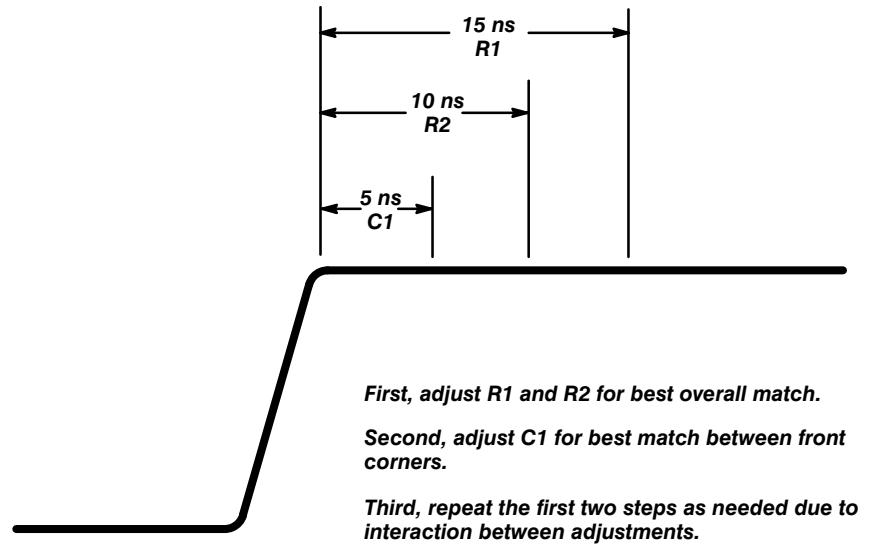 15 ns
R1
10 ns
R2
5 ns
C1
First, adjust R1 and R2 for best overall match.
Second, adjust C1 for best match between front
corners.
Third, repeat the first two steps as needed due to
interaction between adjustments.